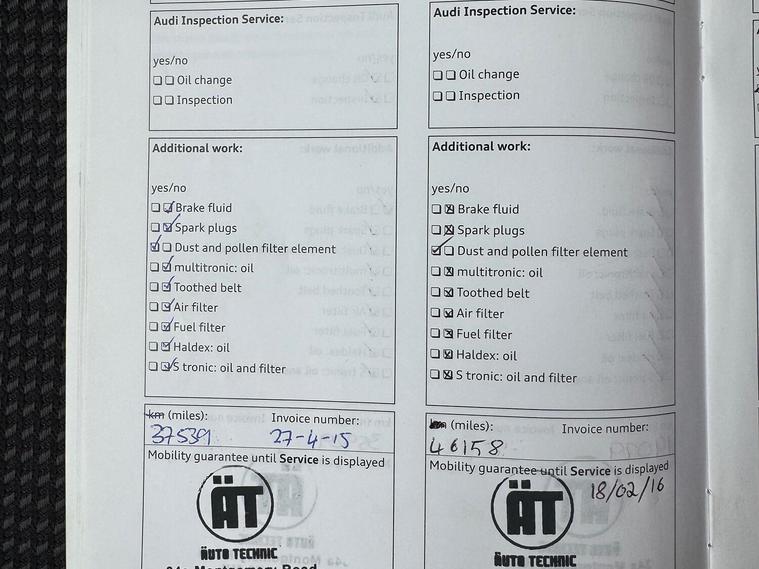 Audi Inspection Service:
yes/no
Oil change
Inspection
Additional work:
yes/no
Brake fluid
Spark plugs
Dust and pollen filter element
multitronic: oil
Toothed belt
Air filter
Fuel filter
Haldex: oil
S tronic: oil and filter
km (miles): Invoice number:
37539 27-4-15
Mobility guarantee until Service is displayed
ÄT
ÄUTO TECHNIC
Montgomery Road
Audi Inspection Service:
yes/no
Oil change
Inspection
Additional work:
yes/no
Brake fluid
Spark plugs
Dust and pollen filter element
multitronic: oil
Toothed belt
Air filter
Fuel filter
Haldex: oil
S tronic: oil and filter
km (miles): Invoice number:
46158
Mobility guarantee until Service is displayed
18/02/16
ÄT
ÄUTO TECHNIC